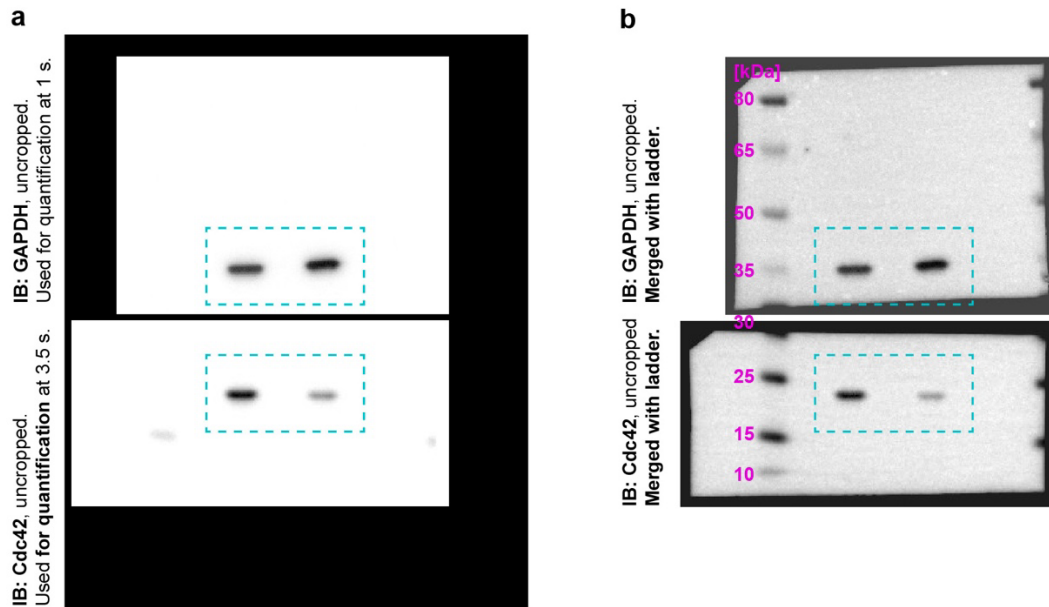 a
IB: GAPDH, uncropped.
Used for quantification at 1 s.
IB: Cdc42, uncropped.
Used for quantification at 3.5 s.
b
IB: GAPDH, uncropped.
Merged with ladder.
[kDa]
80
65
50
35
30
IB: Cdc42, uncropped
Merged with ladder.
25
15
10